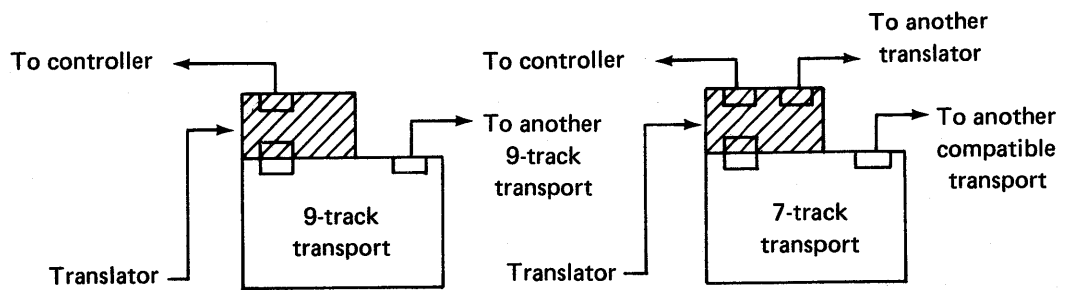 To controller
To another
9-track
transport
9-track
transport
Translator
To controller
To another
translator
To another
compatible
transport
7-track
transport
Translator